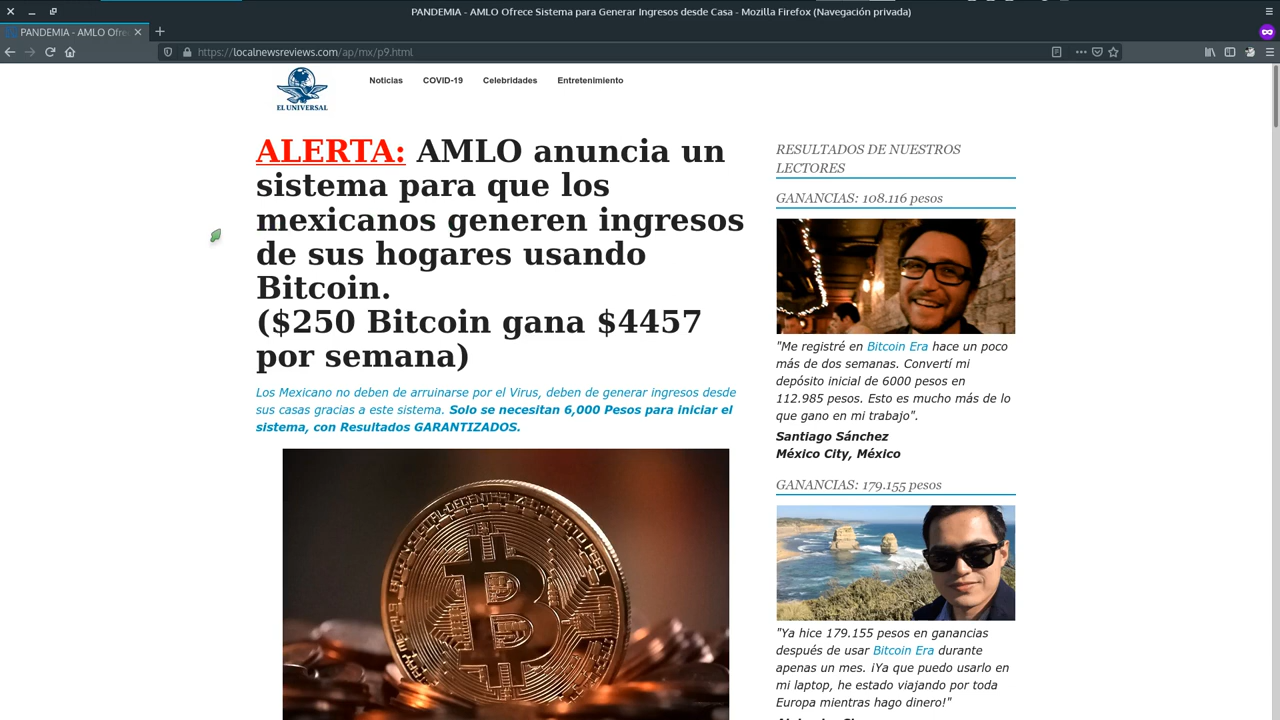 PANDEMIA - AMLO Ofrece Sistema para Generar Ingresos desde Casa - Mozilla Firefox (Navegación privada)
PANDEMIA - AMLO Ofre
https://localnewsreviews.com/ap/mx/p9.html
EL UNIVERSAL
Noticias COVID-19 Celebridades Entretenimiento
ALERTA: AMLO anuncia un
sistema para que los
mexicanos generen ingresos
de sus hogares usando
Bitcoin.
($250 Bitcoin gana $4457
por semana)
Los Mexicano no deben de arruinarse por el Virus, deben de generar ingresos desde
sus casas gracias a este sistema. Solo se necesitan 6,000 Pesos para iniciar el
sistema, con Resultados GARANTIZADOS.
RESULTADOS DE NUESTROS
LECTORES
GANANCIAS: 108.116 pesos
"Me registré en Bitcoin Era hace un poco
más de dos semanas. Convertí mi
depósito inicial de 6000 pesos en
112.985 pesos. Esto es mucho más de lo
que gano en mi trabajo".
Santiago Sánchez
México City, México
GANANCIAS: 179.155 pesos
"Ya hice 179.155 pesos en ganancias
después de usar Bitcoin Era durante
apenas un mes. ¡Ya que puedo usarlo en
mi laptop, he estado viajando por toda
Europa mientras hago dinero!"